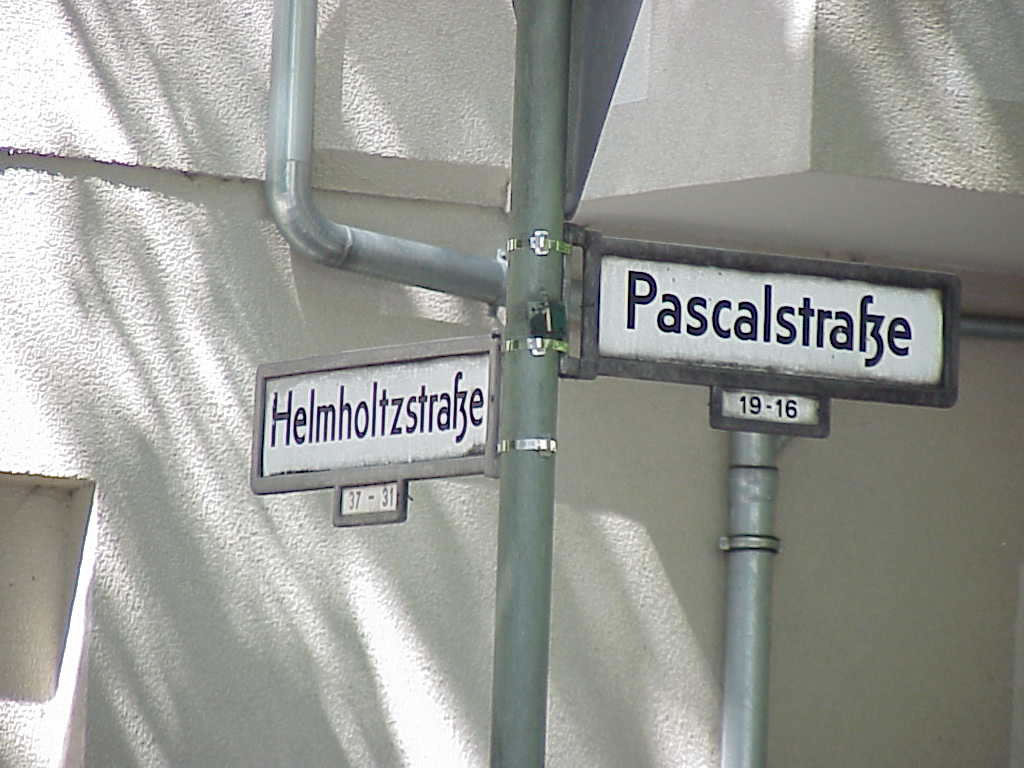 Helmholtzstraße
37 - 31
Pascalstraße
19-16